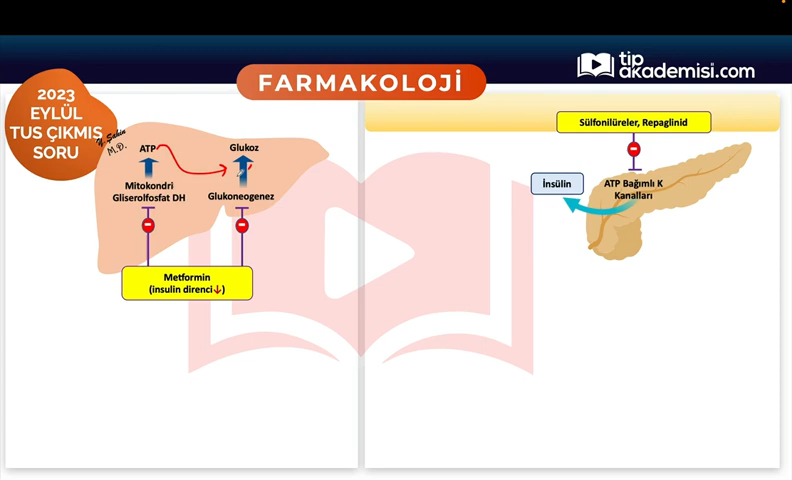 tip
akademisi.com
FARMAKOLOJİ
2023
EYLÜL
TUS ÇIKMIŞ
SORU
Y. Şahin
M.D.
ATP
Glukoz
Mitokondri
Gliserolfosfat DH
Glukoneogenez
Metformin
(insulin direnci↓)
Sülfonilüreler, Repaglinid
İnsülin
ATP Bağımlı K
Kanalları